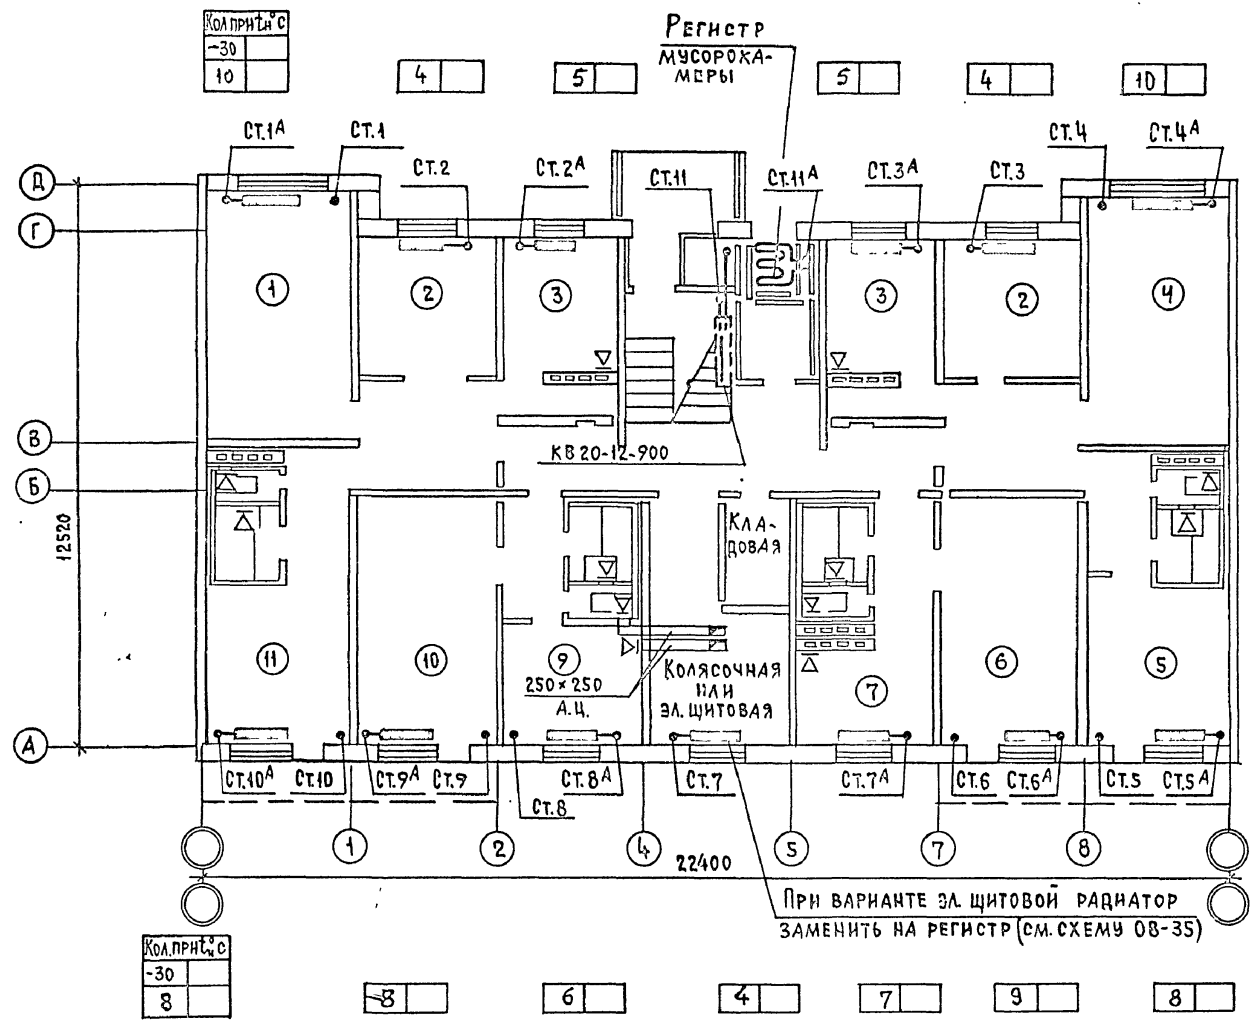 КОЛ ПРИ tн°С
-30
10
4
5
РЕГИСТР
МУСОРОКА-
МЕРЫ
5
4
10
СТ.1А
СТ.1
СТ.2
СТ.2А
СТ.11
СТ.11А
СТ.3А
СТ.3
СТ.4
СТ.4А
Д
Г
1
2
3
3
2
4
В
КВ 20-12-900
Б
12520
КЛА-
ДОВАЯ
11
10
9
250×250
А.Ц.
КОЛЯСОЧНАЯ
ИЛИ
ЭЛ. ЩИТОВАЯ
7
6
5
А
СТ.10А
СТ.10
СТ.9А
СТ.9
СТ.8
СТ.8А
СТ.7
СТ.7А
СТ.6
СТ.6А
СТ.5
СТ.5А
1
2
4
5
7
8
22400
ПРИ ВАРИАНТЕ ЭЛ. ЩИТОВОЙ РАДИАТОР
ЗАМЕНИТЬ НА РЕГИСТР (СМ. СХЕМУ ОВ-35)
КОЛ.ПРИ tн°С
-30
8
8
6
4
7
9
8